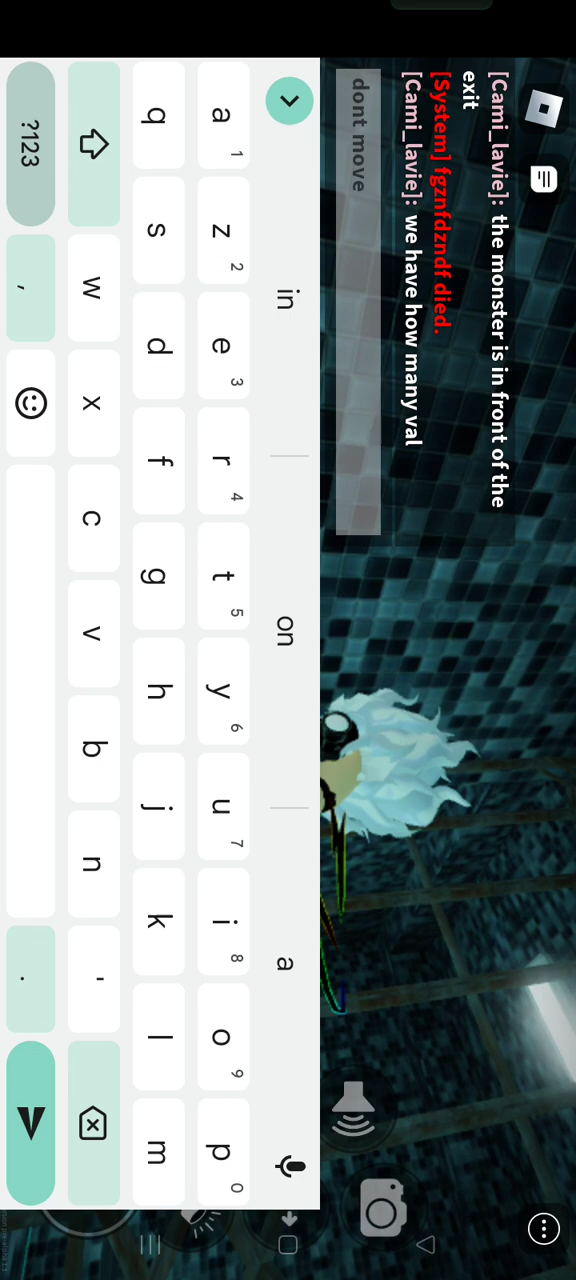 [Cami_lavie]: the monster is in front of the
exit
[System] fgznfdzndf died.
[Cami_lavie]: we have how many val
dont move
in on a
a 1 z 2 e 3 r 4 t 5 y 6 u 7 i 8 o 9 p 0
q s d f g h j k l m
w x c v b n '
?123 , .